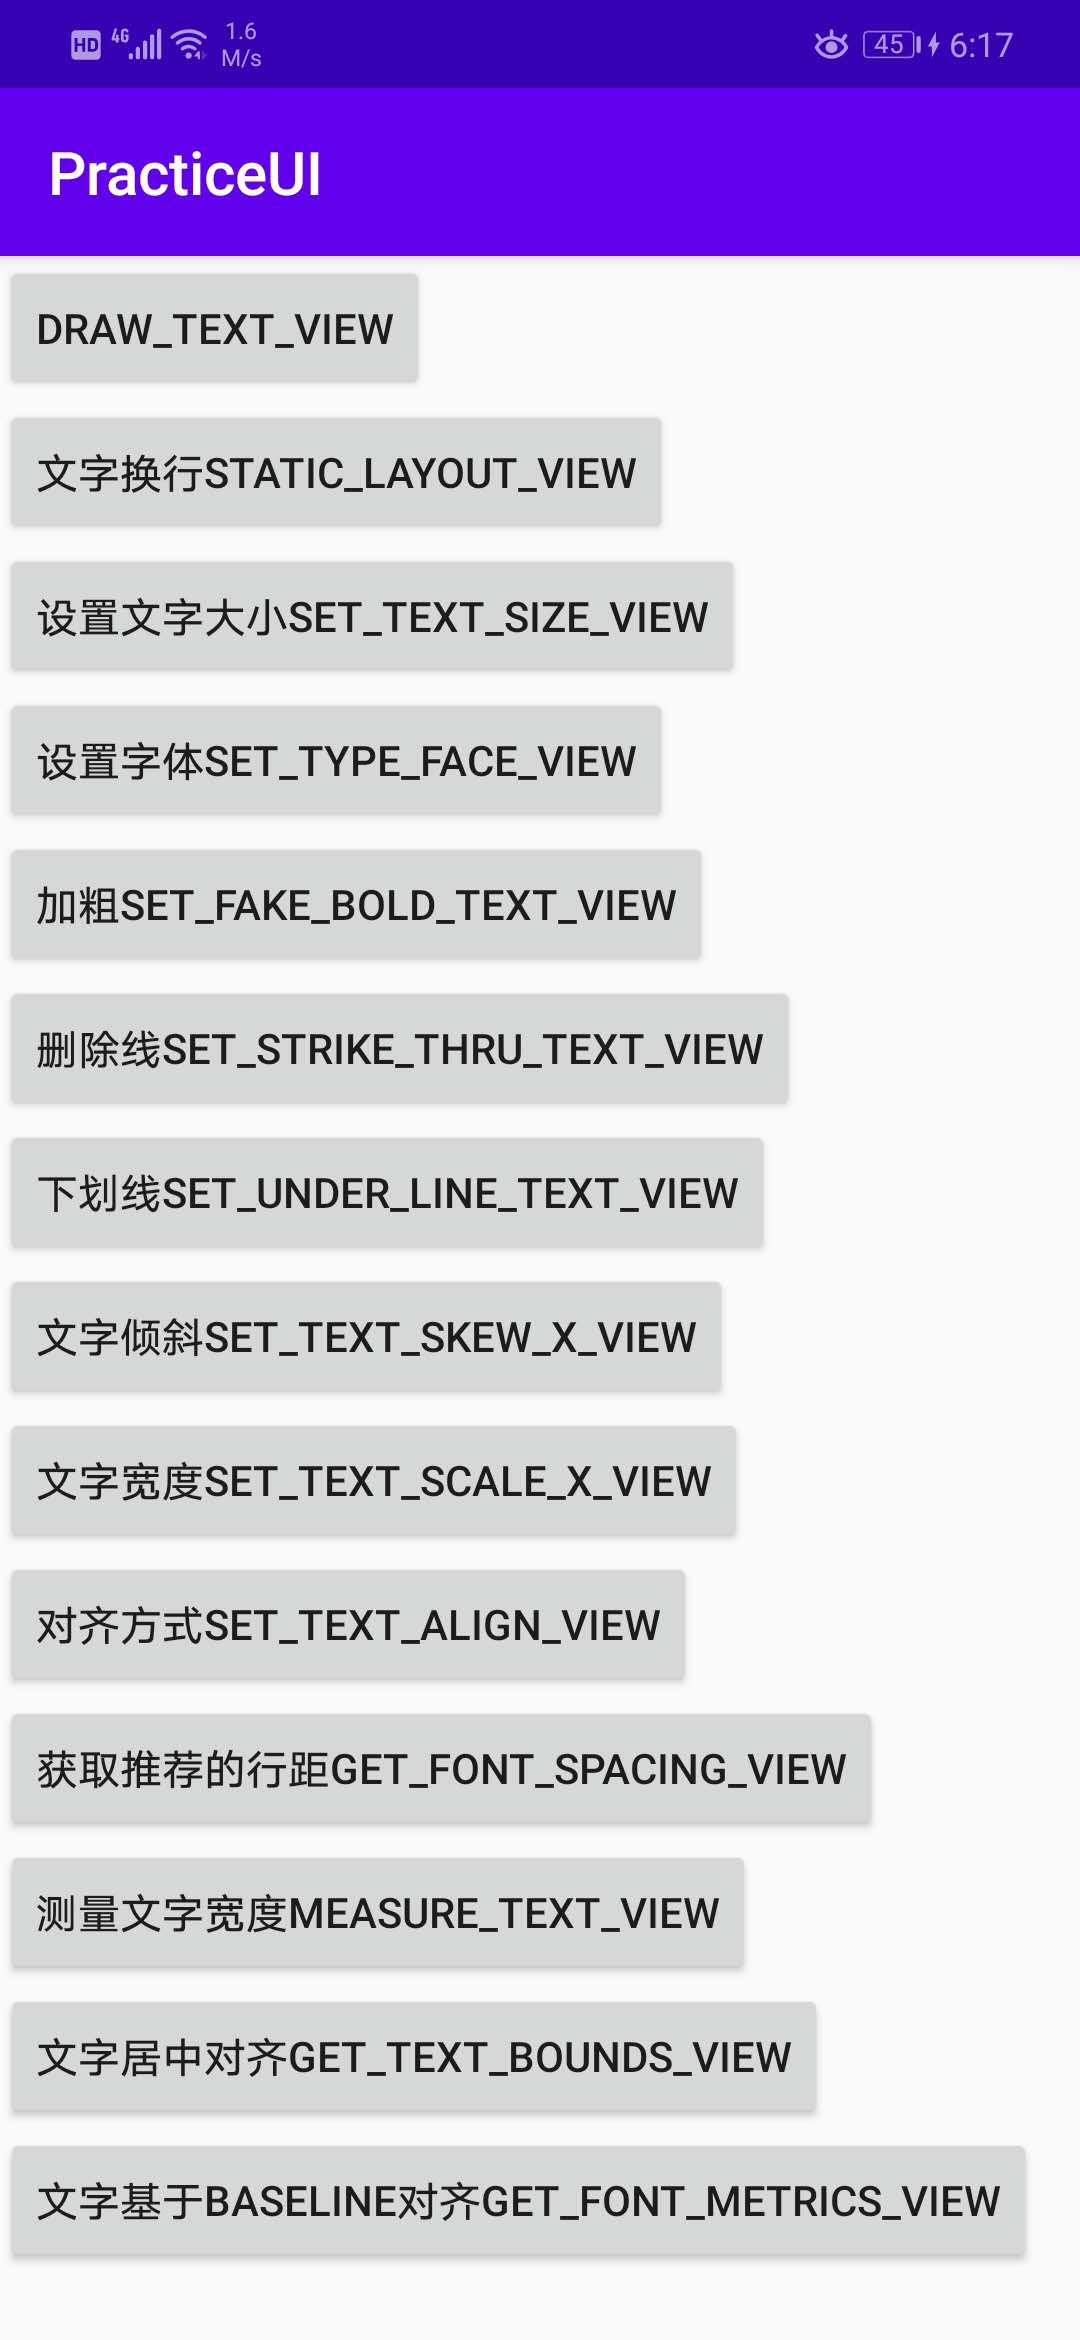 HD 4G 1.6 M/s 45 6:17
PracticeUI
DRAW_TEXT_VIEW
文字换行STATIC_LAYOUT_VIEW
设置文字大小SET_TEXT_SIZE_VIEW
设置字体SET_TYPE_FACE_VIEW
加粗SET_FAKE_BOLD_TEXT_VIEW
删除线SET_STRIKE_THRU_TEXT_VIEW
下划线SET_UNDER_LINE_TEXT_VIEW
文字倾斜SET_TEXT_SKEW_X_VIEW
文字宽度SET_TEXT_SCALE_X_VIEW
对齐方式SET_TEXT_ALIGN_VIEW
获取推荐的行距GET_FONT_SPACING_VIEW
测量文字宽度MEASURE_TEXT_VIEW
文字居中对齐GET_TEXT_BOUNDS_VIEW
文字基于BASELINE对齐GET_FONT_METRICS_VIEW